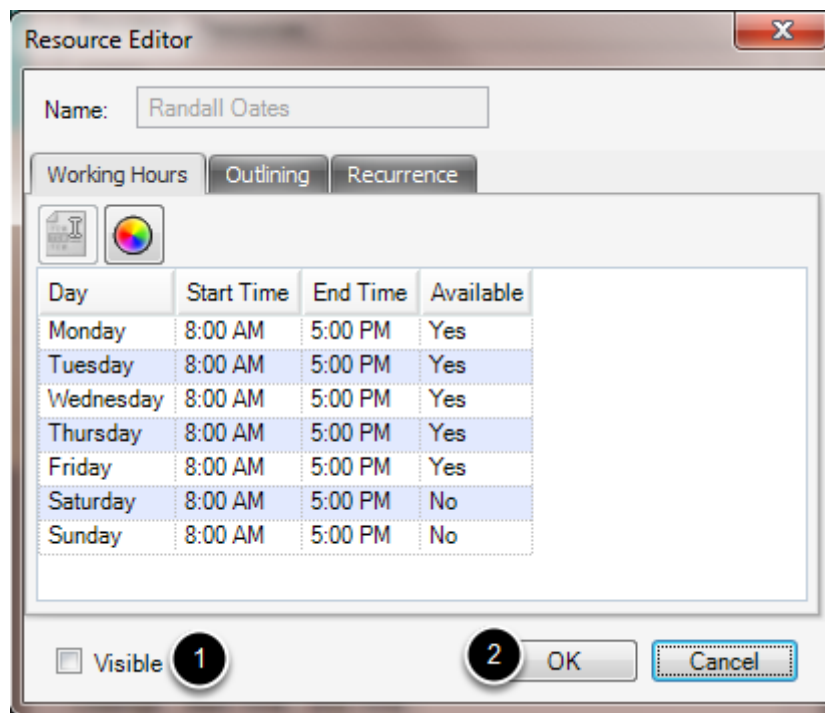 Resource Editor
Name: Randall Oates
Working Hours Outlining Recurrence
Day Start Time End Time Available
Monday 8:00 AM 5:00 PM Yes
Tuesday 8:00 AM 5:00 PM Yes
Wednesday 8:00 AM 5:00 PM Yes
Thursday 8:00 AM 5:00 PM Yes
Friday 8:00 AM 5:00 PM Yes
Saturday 8:00 AM 5:00 PM No
Sunday 8:00 AM 5:00 PM No
Visible 1 2 OK Cancel